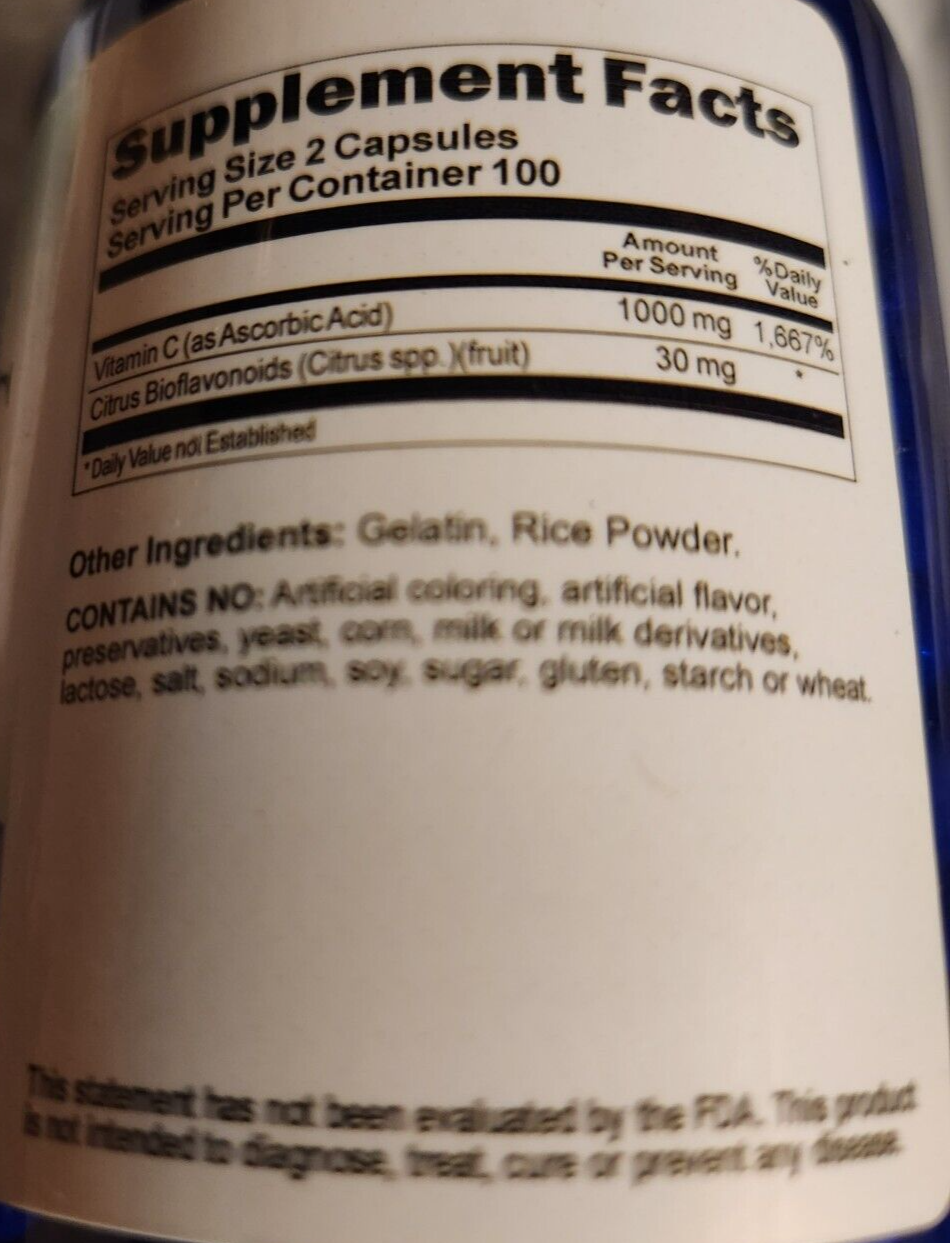 Supplement Facts
Serving Size 2 Capsules
Serving Per Container 100
Amount Per Serving %Daily Value
Vitamin C (as Ascorbic Acid) 1000 mg 1,667%
Citrus Bioflavonoids (Citrus spp.)(fruit) 30 mg *
*Daily Value not Established
Other Ingredients: Gelatin, Rice Powder.
CONTAINS NO: Artificial coloring, artificial flavor,
preservatives, yeast, corn, milk or milk derivatives,
lactose, salt, sodium, soy, sugar, gluten, starch or wheat.
This statement has not been evaluated by the FDA. This product
is not intended to diagnose, treat, cure or prevent any disease.